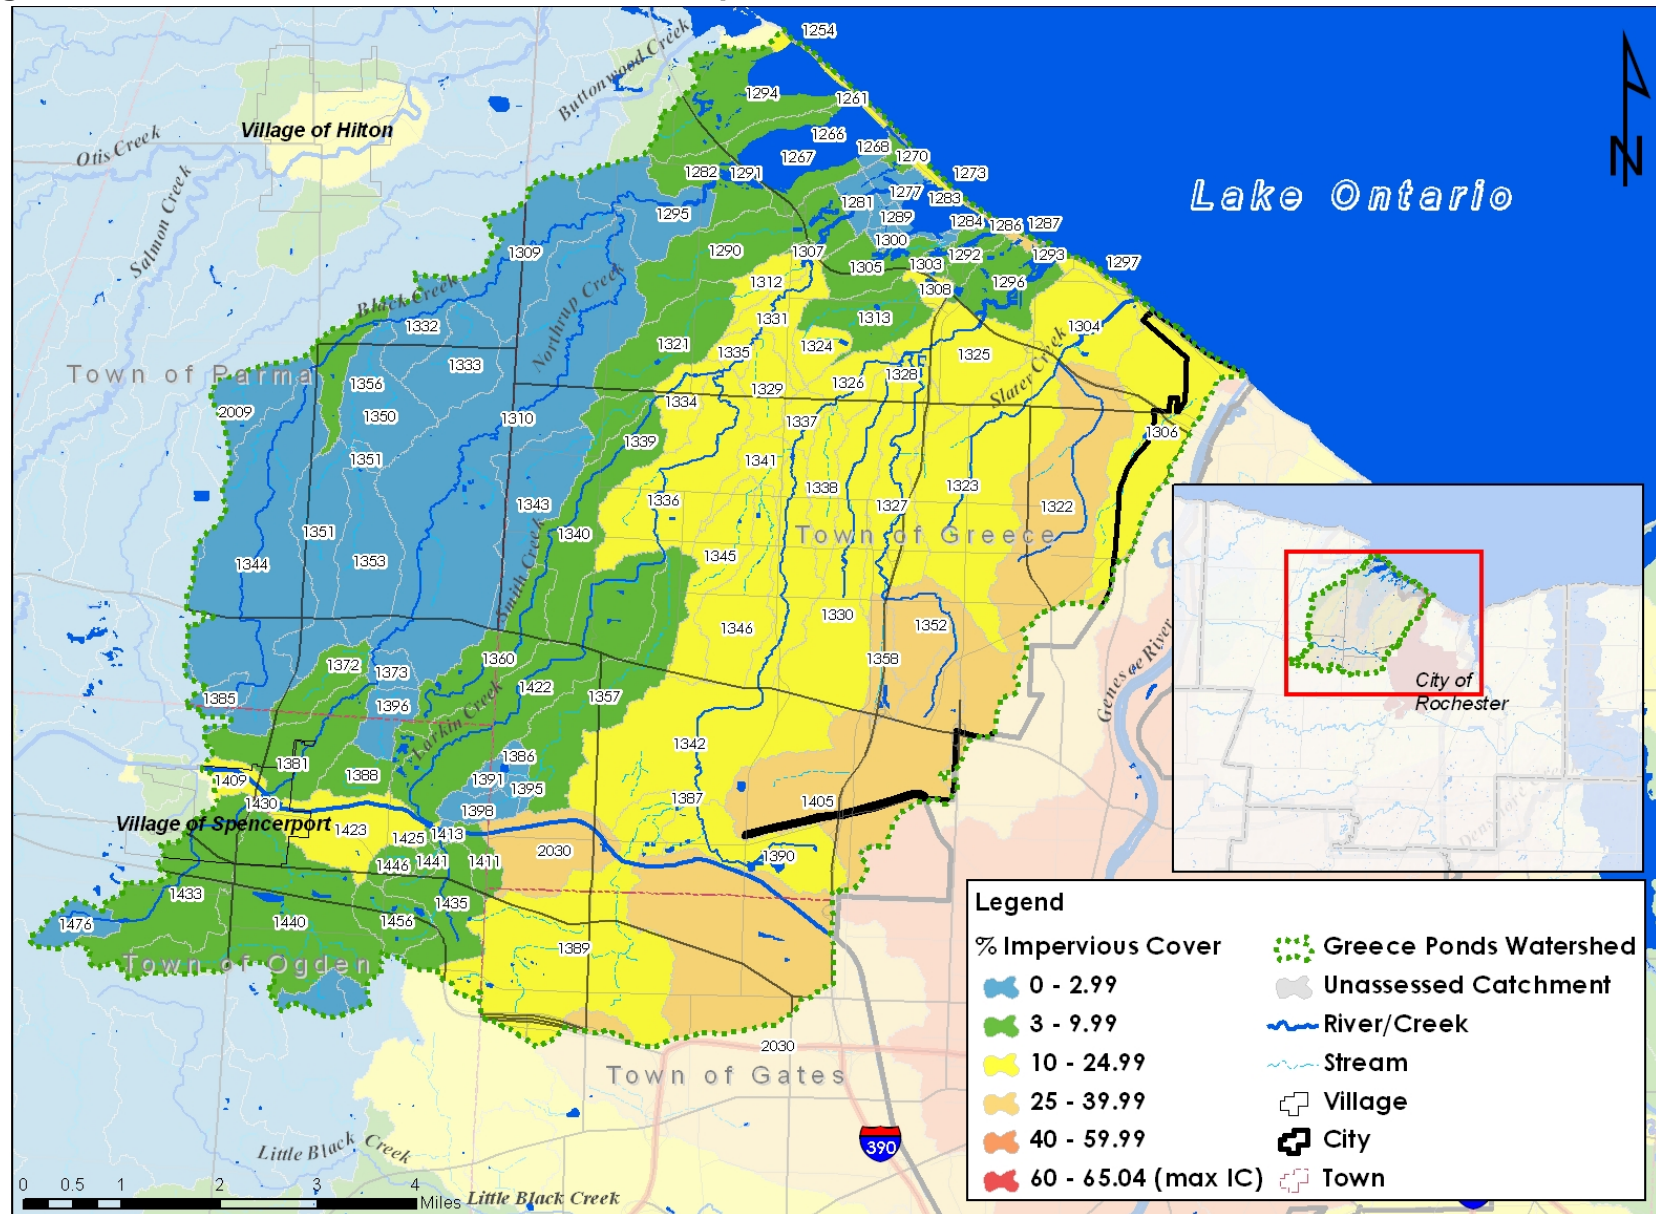 1254
Buttonwood Creek
1294
1261
Village of Hilton
1266
1268
Otis Creek
1267
1270
1282
1291
1273
1277
1283
Lake Ontario
N
Salmon Creek
1281
1295
1289
1284
1286
1287
1300
1309
1290
1307
1292
1293
1305
1303
1297
Black Creek
Northrup Creek
1312
1296
1308
1332
1331
1313
1304
1321
1335
1324
Slater Creek
1325
1333
Town of Parma
1356
1329
1326
1328
2009
1350
1334
1310
1337
1306
1339
1351
1341
1336
1338
1323
1343
1327
1322
1351
1340
Town of Greece
1344
1353
1345
Smith Creek
1330
1346
1352
1372
1373
1360
1358
1422
Genesee River
1385
1396
1357
City of
Rochester
Larkin Creek
1342
1381
1386
1409
1388
1391
1395
1387
1430
1398
1405
Village of Spencerport
1423
1425
1413
2030
1390
1446
1441
1411
1433
1435
1476
1440
1456
1389
Town of Ogden
2030
Town of Gates
Little Black Creek
390
Little Black Creek
0 0.5 1 2 3 4
Miles
Legend
% Impervious Cover
0 - 2.99
3 - 9.99
10 - 24.99
25 - 39.99
40 - 59.99
60 - 65.04 (max IC)
Greece Ponds Watershed
Unassessed Catchment
River/Creek
Stream
Village
City
Town